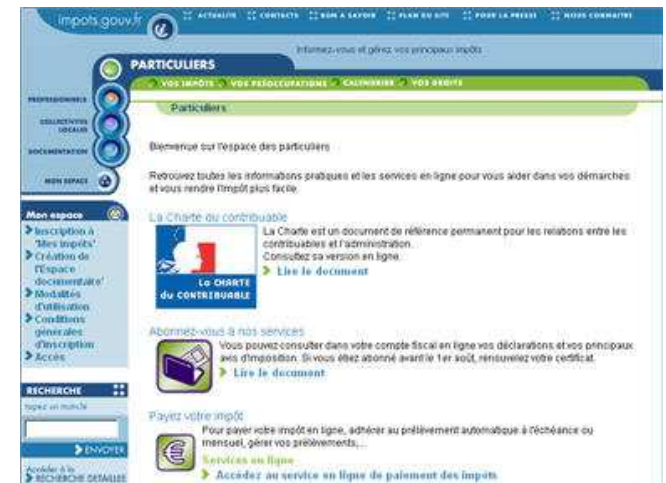 impots.gouv.fr
ACTUALITE CONTACTS BON A SAVOIR PLAN DU SITE POUR LA PRESSE NOUS CONNAITRE
Informez-vous et gérez vos principaux impôts
PARTICULIERS
VOS IMPÔTS VOS PRÉOCCUPATIONS CALENDRIER VOS DROITS
Particuliers
PROFESSIONNELS
COLLECTIVITES
LOCALES
DOCUMENTATION
MON ESPACE
Bienvenue sur l'espace des particuliers
Retrouvez toutes les informations pratiques et les services en ligne pour vous aider dans vos démarches
et vous rendre l'impôt plus facile.
Mon espace
Inscription à
'Mes impôts'
Création de
l'Espace
documentaire'
Modalités
d'utilisation
Conditions
générales
d'inscription
Accès
RECHERCHE
tapez un mot clé
ENVOYER
Accéder à la
RECHERCHE DETAILLEE
La Charte du contribuable
La CHARTE
du CONTRIBUABLE
La Charte est un document de référence permanent pour les relations entre les
contribuables et l'administration.
Consultez sa version en ligne.
Lire le document
Abonnez-vous à nos services
Vous pouvez consulter dans votre compte fiscal en ligne vos déclarations et vos principaux
avis d'imposition. Si vous étiez abonné avant le 1er août, renouvelez votre certificat.
Lire le document
Payez votre impôt
Pour payer votre impôt en ligne, adhérer au prélèvement automatique à l'échéance ou
mensuel, gérer vos prélèvements,...
Services en ligne
Accédez au service en ligne de paiement des impôts